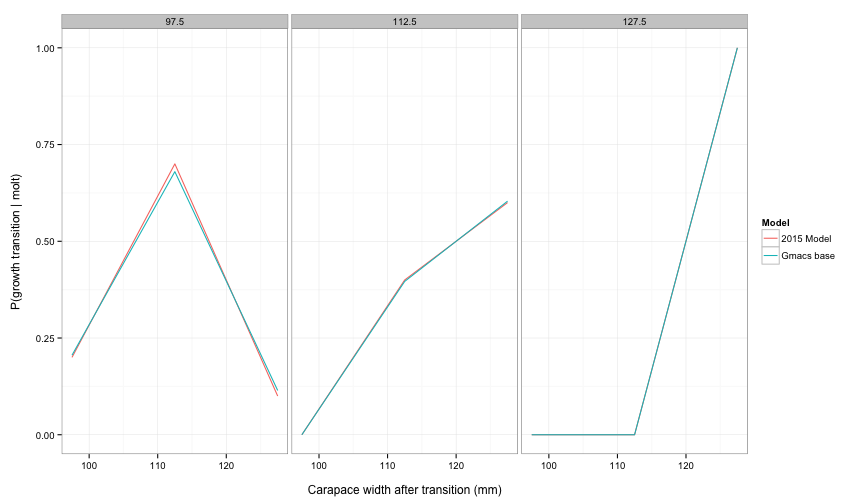 97.5 112.5 127.5
1.00
0.75
0.50
0.25
0.00
P(growth transition | molt)
100 110 120 100 110 120 100 110 120
Carapace width after transition (mm)
Model
2015 Model
Gmacs base